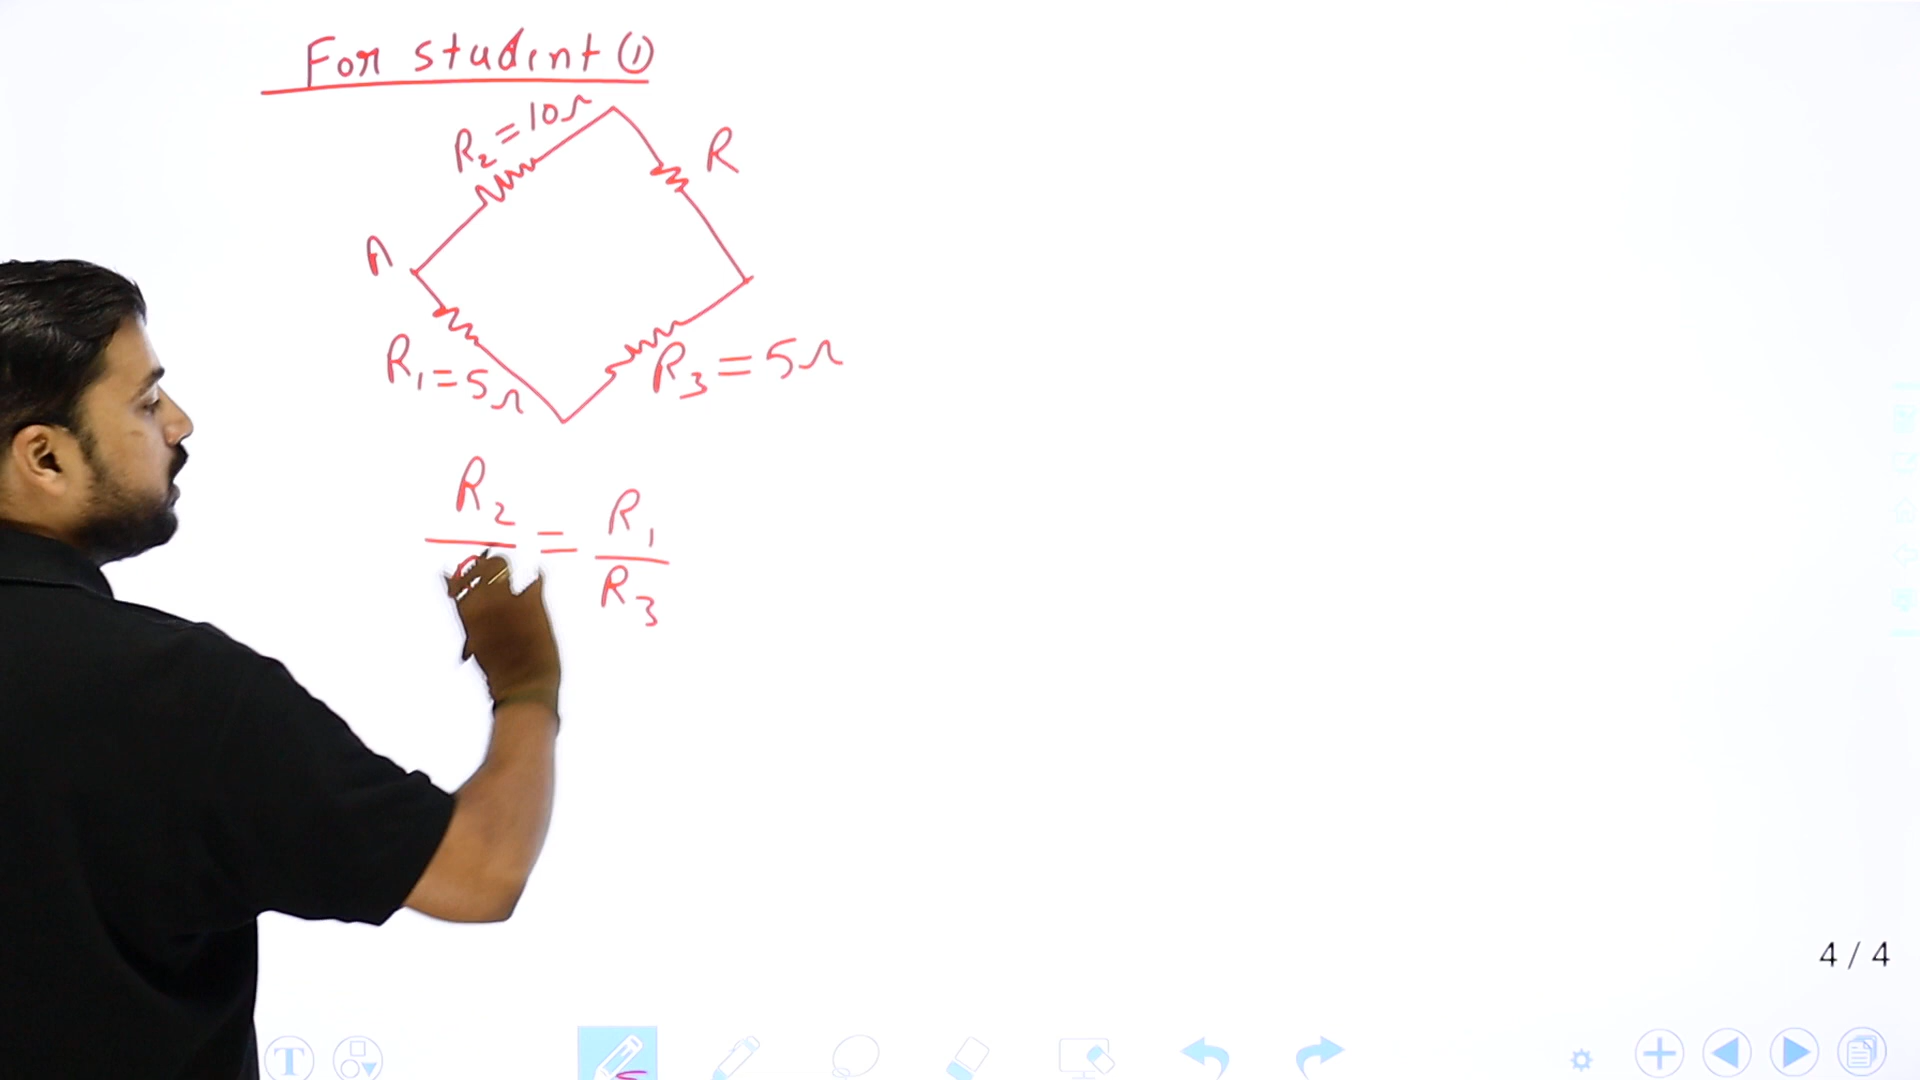 For student ①
R₂ = 10Ω
R
A
R₁ = 5Ω
R₃ = 5Ω
R₂ = R₁
R₃
4 / 4
T